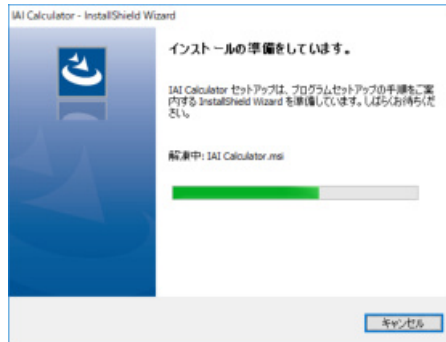 IAI Calculator - InstallShield Wizard
インストールの準備をしています。
IAI Calculator セットアップは、プログラムセットアップの手順をご案
内する InstallShield Wizard を準備しています。しばらくお待ちくだ
さい。
解凍中: IAI Calculator.msi
キャンセル